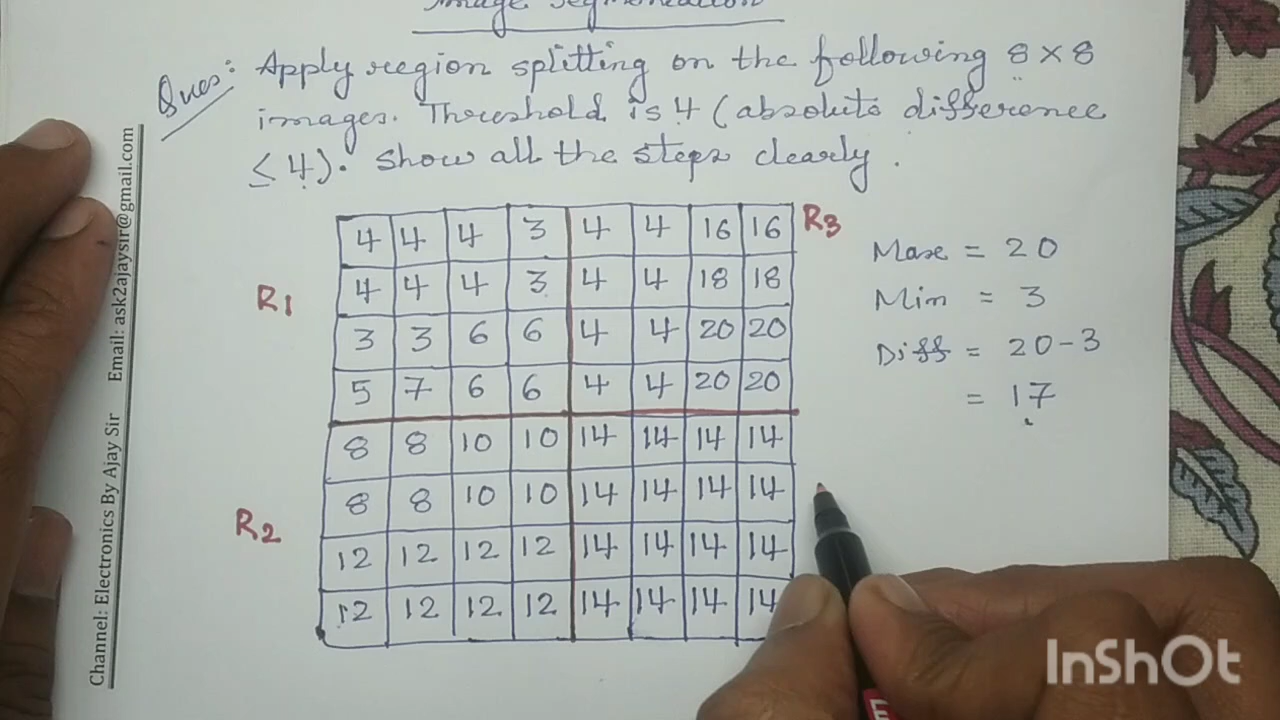 Image Segmentation
Ques: Apply region splitting on the following 8 × 8
images. Threshold is 4 (absolute difference
≤ 4). Show all the steps clearly.
4 4 4 3 4 4 16 16
4 4 4 3 4 4 18 18
3 3 6 6 4 4 20 20
5 7 6 6 4 4 20 20
8 8 10 10 14 14 14 14
8 8 10 10 14 14 14 14
12 12 12 12 14 14 14 14
12 12 12 12 14 14 14 14
R1
R2
R3
Max = 20
Min = 3
Diff = 20-3
= 17
Channel: Electronics By Ajay Sir Email: ask2ajaysir@gmail.com
E
InShOt